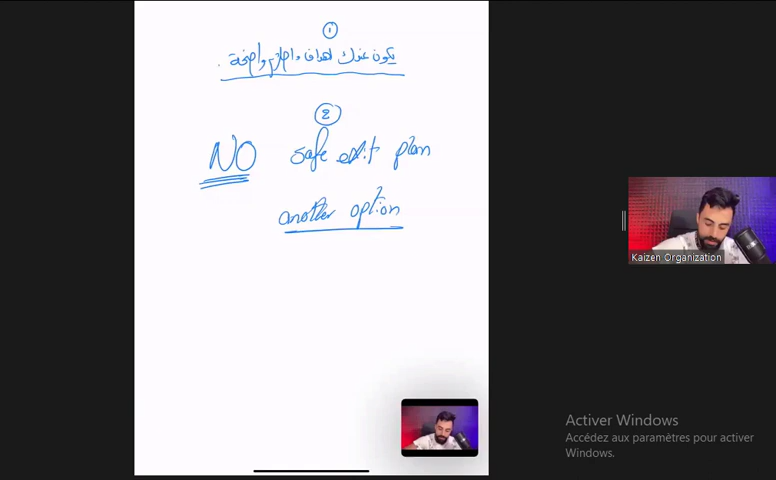 1
يكون عندك اهداف واحلام واضحة.
2
NO safe exit plan
another option
Kaizen Organization
Activer Windows
Accédez aux paramètres pour activer
Windows.